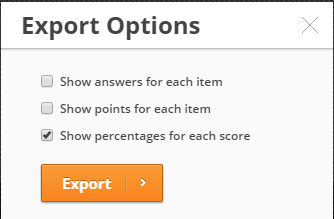 Export Options
Show answers for each item
Show points for each item
Show percentages for each score
Export